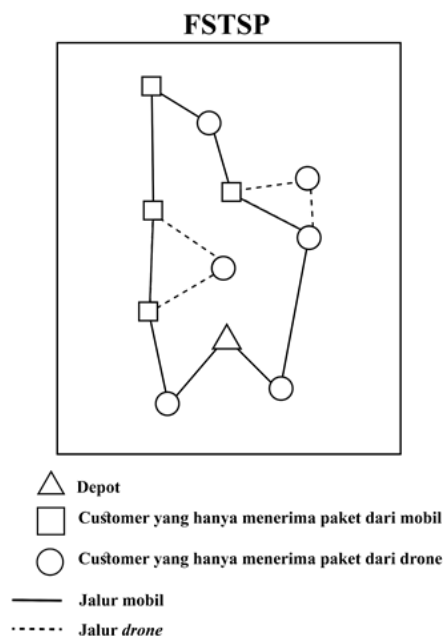 FSTSP
Depot
Customer yang hanya menerima paket dari mobil
Customer yang hanya menerima paket dari drone
Jalur mobil
Jalur drone